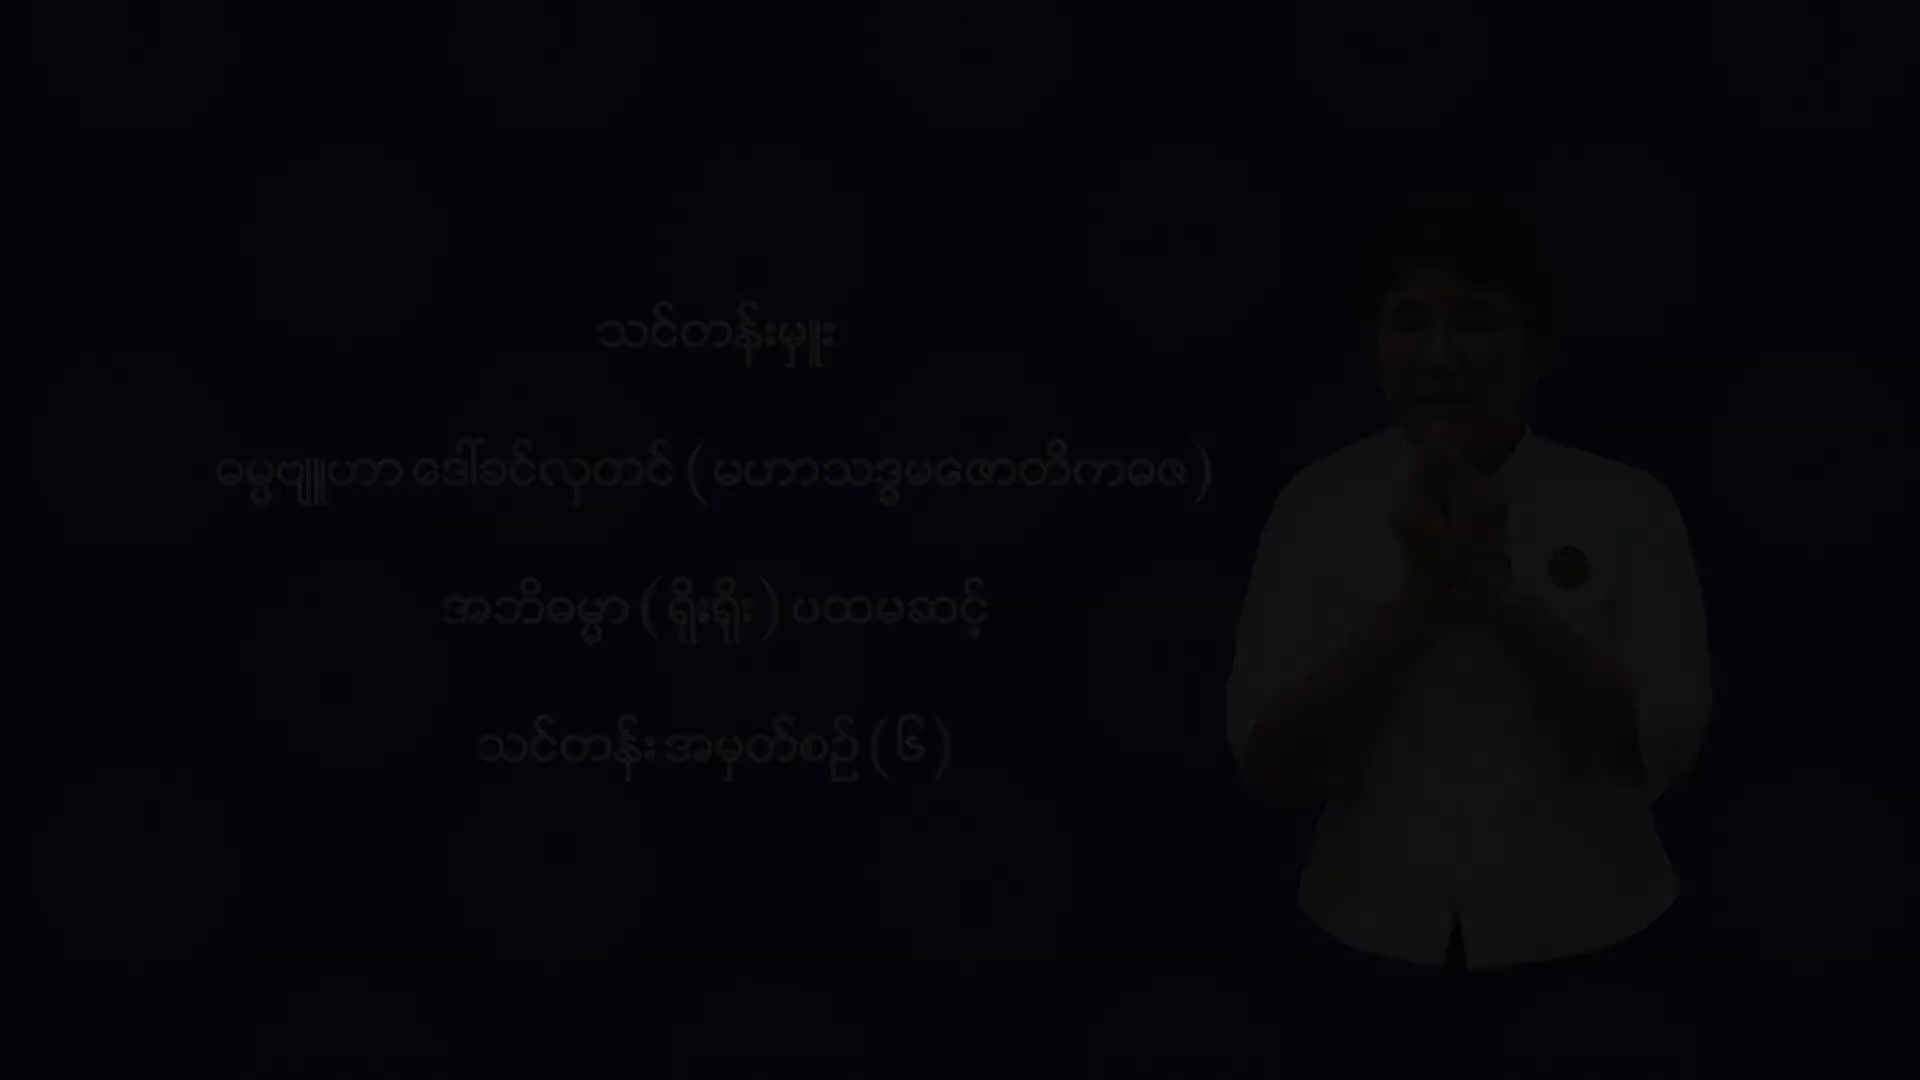 သင်တန်းမှူး
ဓမ္မဗျူဟာ ဒေါ်ခင်လှတင် ( မဟာသဒ္ဓမ္မဇောတိကဓဇ )
အဘိဓမ္မာ ( ရိုးရိုး ) ပထမဆင့်
သင်တန်း အမှတ်စဉ် ( ၆ )